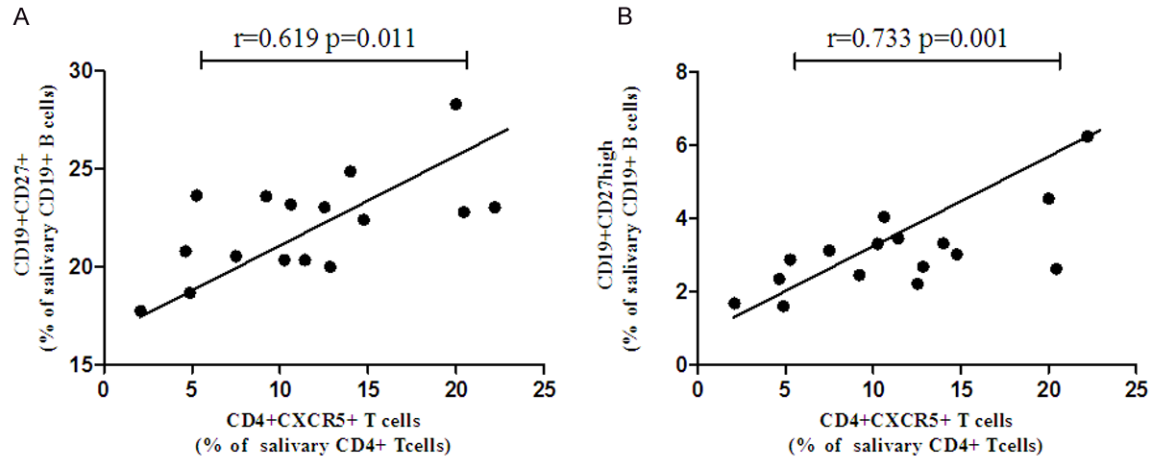 A
r=0.619 p=0.011
CD19+CD27+
(% of salivary CD19+ B cells)
30
25
20
15
0
5
10
15
20
25
CD4+CXCR5+ T cells
(% of salivary CD4+ Tcells)
B
r=0.733 p=0.001
CD19+CD27high
(% of salivary CD19+ B cells)
8
6
4
2
0
0
5
10
15
20
25
CD4+CXCR5+ T cells
(% of salivary CD4+ Tcells)